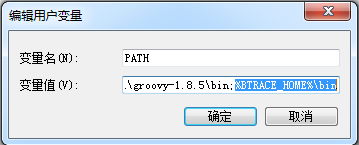 编辑用户变量
变量名(N): PATH
变量值(V): .\groovy-1.8.5\bin;%BTRACE_HOME%\bin
确定 取消